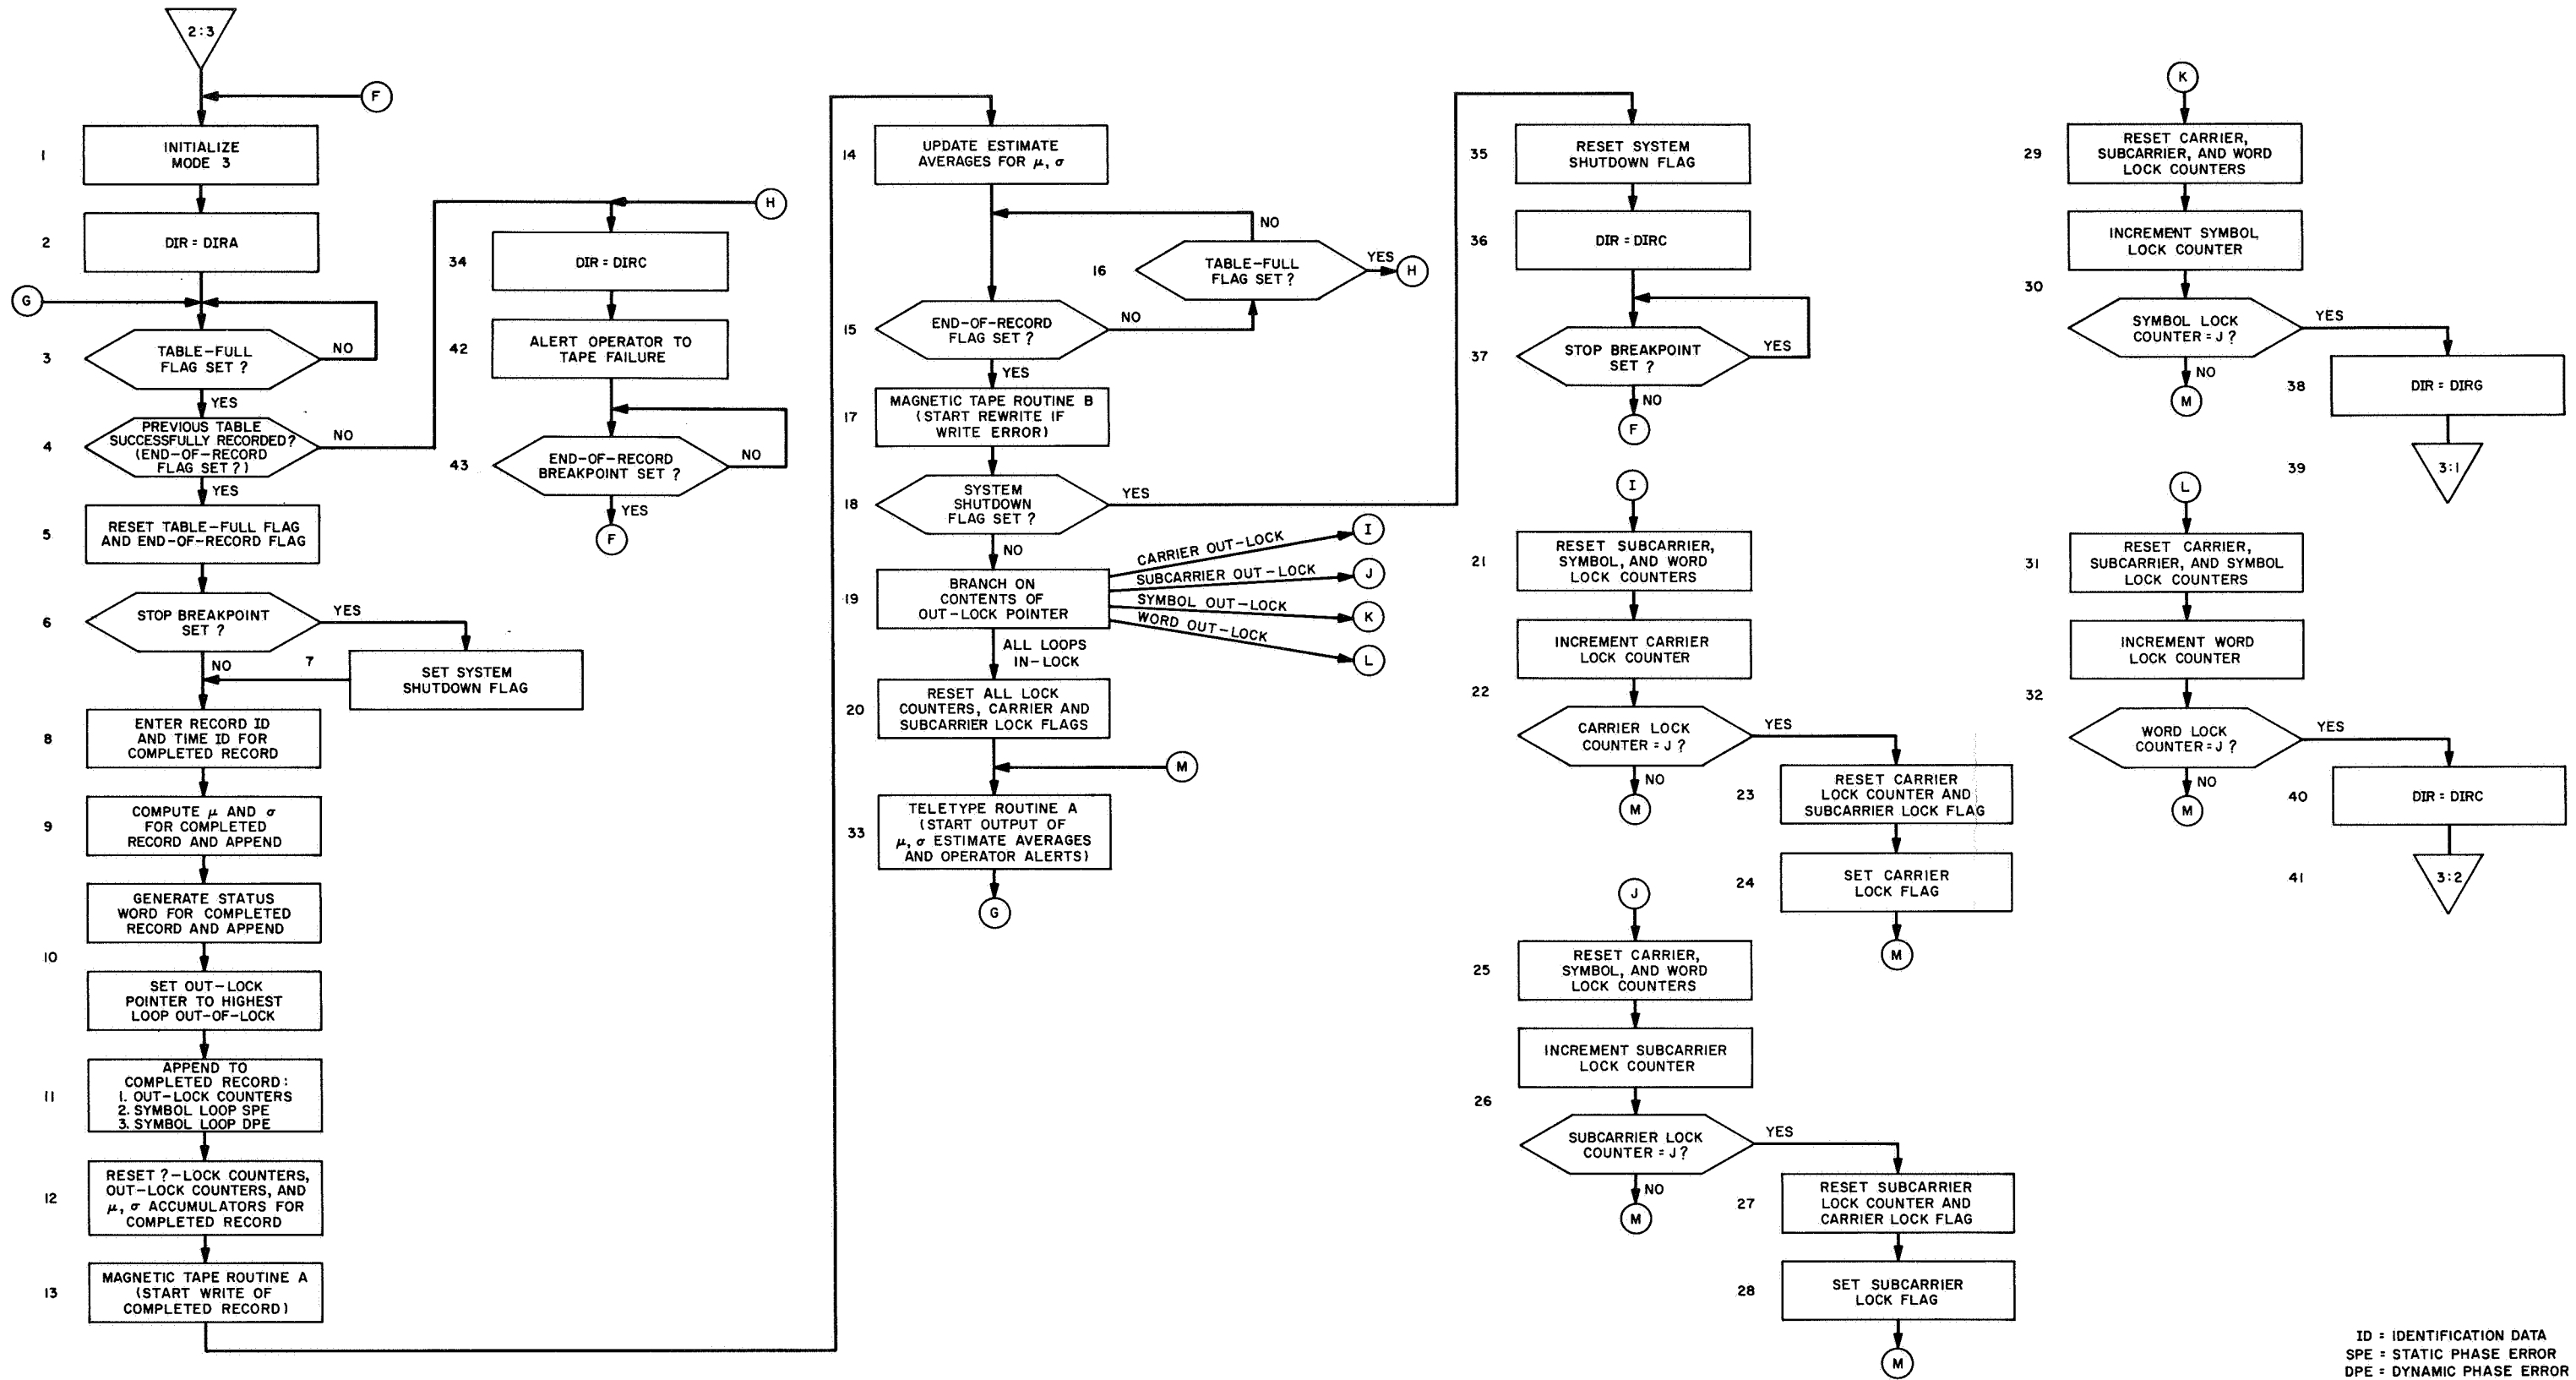 2:3
F
1
INITIALIZE
MODE 3
2
DIR = DIRA
G
3
TABLE-FULL
FLAG SET ?
NO
YES
4
PREVIOUS TABLE
SUCCESSFULLY RECORDED?
(END-OF-RECORD
FLAG SET ?)
NO
YES
5
RESET TABLE-FULL FLAG
AND END-OF-RECORD FLAG
6
STOP BREAKPOINT
SET ?
YES
NO
7
SET SYSTEM
SHUTDOWN FLAG
8
ENTER RECORD ID
AND TIME ID FOR
COMPLETED RECORD
9
COMPUTE μ AND σ
FOR COMPLETED
RECORD AND APPEND
GENERATE STATUS
WORD FOR COMPLETED
RECORD AND APPEND
10
SET OUT-LOCK
POINTER TO HIGHEST
LOOP OUT-OF-LOCK
11
APPEND TO
COMPLETED RECORD:
1. OUT-LOCK COUNTERS
2. SYMBOL LOOP SPE
3. SYMBOL LOOP DPE
12
RESET ?-LOCK COUNTERS,
OUT-LOCK COUNTERS, AND
μ, σ ACCUMULATORS FOR
COMPLETED RECORD
13
MAGNETIC TAPE ROUTINE A
(START WRITE OF
COMPLETED RECORD)
H
34
DIR = DIRC
42
ALERT OPERATOR TO
TAPE FAILURE
43
END-OF-RECORD
BREAKPOINT SET ?
NO
YES
F
14
UPDATE ESTIMATE
AVERAGES FOR μ, σ
NO
16
TABLE-FULL
FLAG SET ?
YES
H
15
END-OF-RECORD
FLAG SET ?
NO
YES
17
MAGNETIC TAPE ROUTINE B
(START REWRITE IF
WRITE ERROR)
18
SYSTEM
SHUTDOWN
FLAG SET ?
YES
NO
19
BRANCH ON
CONTENTS OF
OUT-LOCK POINTER
CARRIER OUT-LOCK
I
SUBCARRIER OUT-LOCK
J
SYMBOL OUT-LOCK
K
WORD OUT-LOCK
L
ALL LOOPS
IN-LOCK
20
RESET ALL LOCK
COUNTERS, CARRIER AND
SUBCARRIER LOCK FLAGS
M
33
TELETYPE ROUTINE A
(START OUTPUT OF
μ, σ ESTIMATE AVERAGES
AND OPERATOR ALERTS)
G
35
RESET SYSTEM
SHUTDOWN FLAG
36
DIR = DIRC
37
STOP BREAKPOINT
SET ?
YES
NO
F
I
21
RESET SUBCARRIER,
SYMBOL, AND WORD
LOCK COUNTERS
INCREMENT CARRIER
LOCK COUNTER
22
CARRIER LOCK
COUNTER = J ?
YES
NO
M
23
RESET CARRIER
LOCK COUNTER AND
SUBCARRIER LOCK FLAG
24
SET CARRIER
LOCK FLAG
M
J
25
RESET CARRIER,
SYMBOL, AND WORD
LOCK COUNTERS
INCREMENT SUBCARRIER
LOCK COUNTER
26
SUBCARRIER LOCK
COUNTER = J ?
YES
NO
M
27
RESET SUBCARRIER
LOCK COUNTER AND
CARRIER LOCK FLAG
28
SET SUBCARRIER
LOCK FLAG
M
K
29
RESET CARRIER,
SUBCARRIER, AND WORD
LOCK COUNTERS
INCREMENT SYMBOL
LOCK COUNTER
30
SYMBOL LOCK
COUNTER = J ?
YES
NO
M
38
DIR = DIRG
39
3:1
L
31
RESET CARRIER,
SUBCARRIER, AND SYMBOL
LOCK COUNTERS
INCREMENT WORD
LOCK COUNTER
32
WORD LOCK
COUNTER = J ?
YES
NO
M
40
DIR = DIRC
41
3:2
ID = IDENTIFICATION DATA
SPE = STATIC PHASE ERROR
DPE = DYNAMIC PHASE ERROR